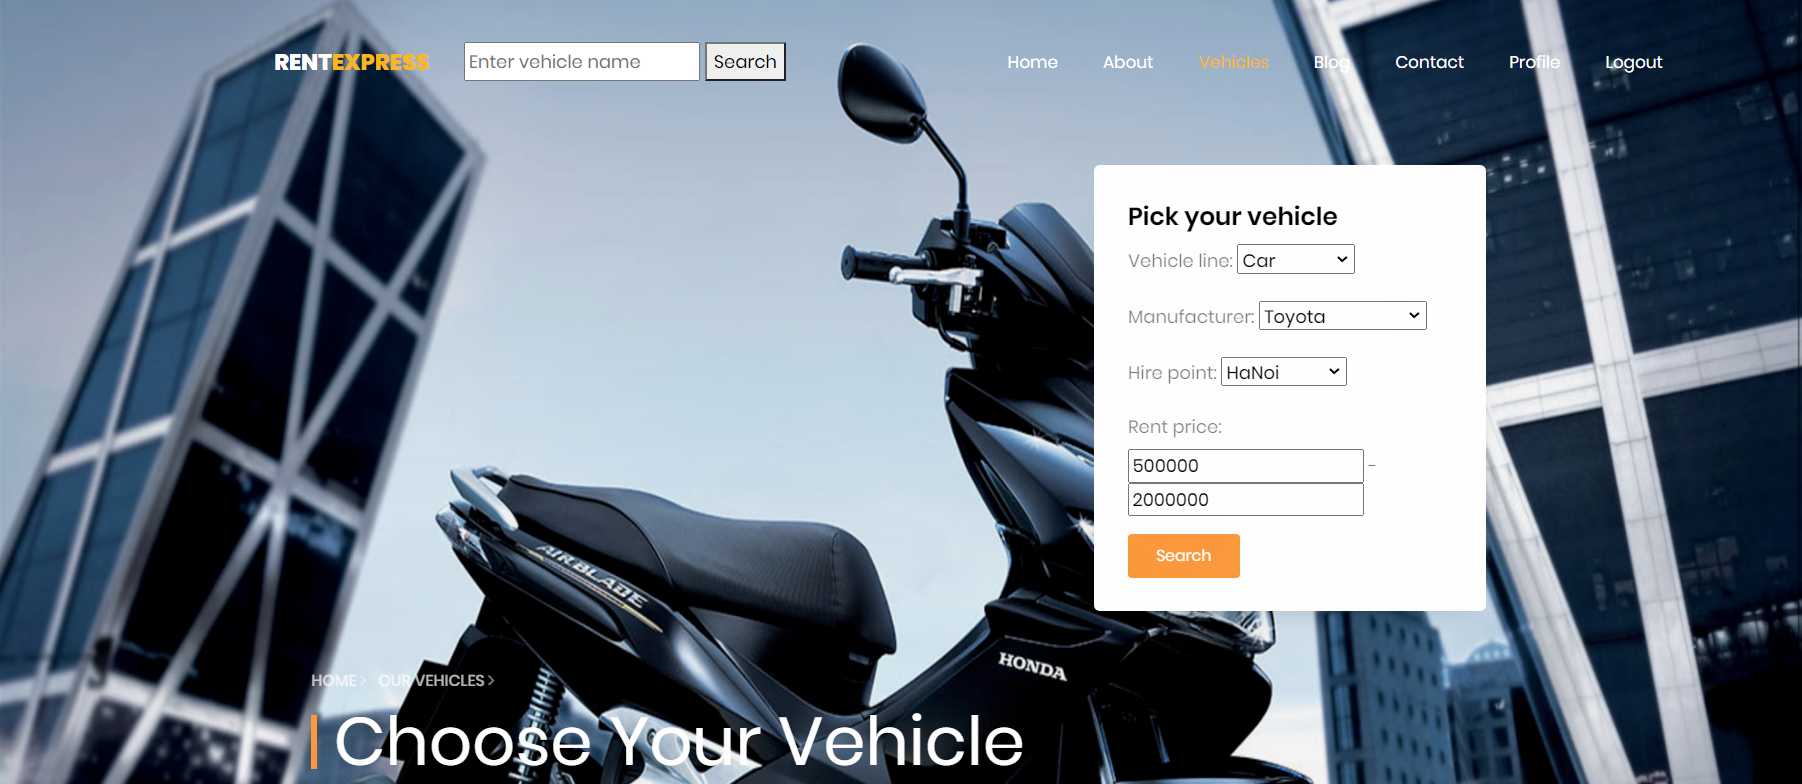 RENTEXPRESS
Enter vehicle name Search
Home About Vehicles Blog Contact Profile Logout
Pick your vehicle
Vehicle line: Car
Manufacturer: Toyota
Hire point: HaNoi
Rent price:
500000 -
2000000
Search
AIRBLADE
HONDA
HOME > OUR VEHICLES >
Choose Your Vehicle